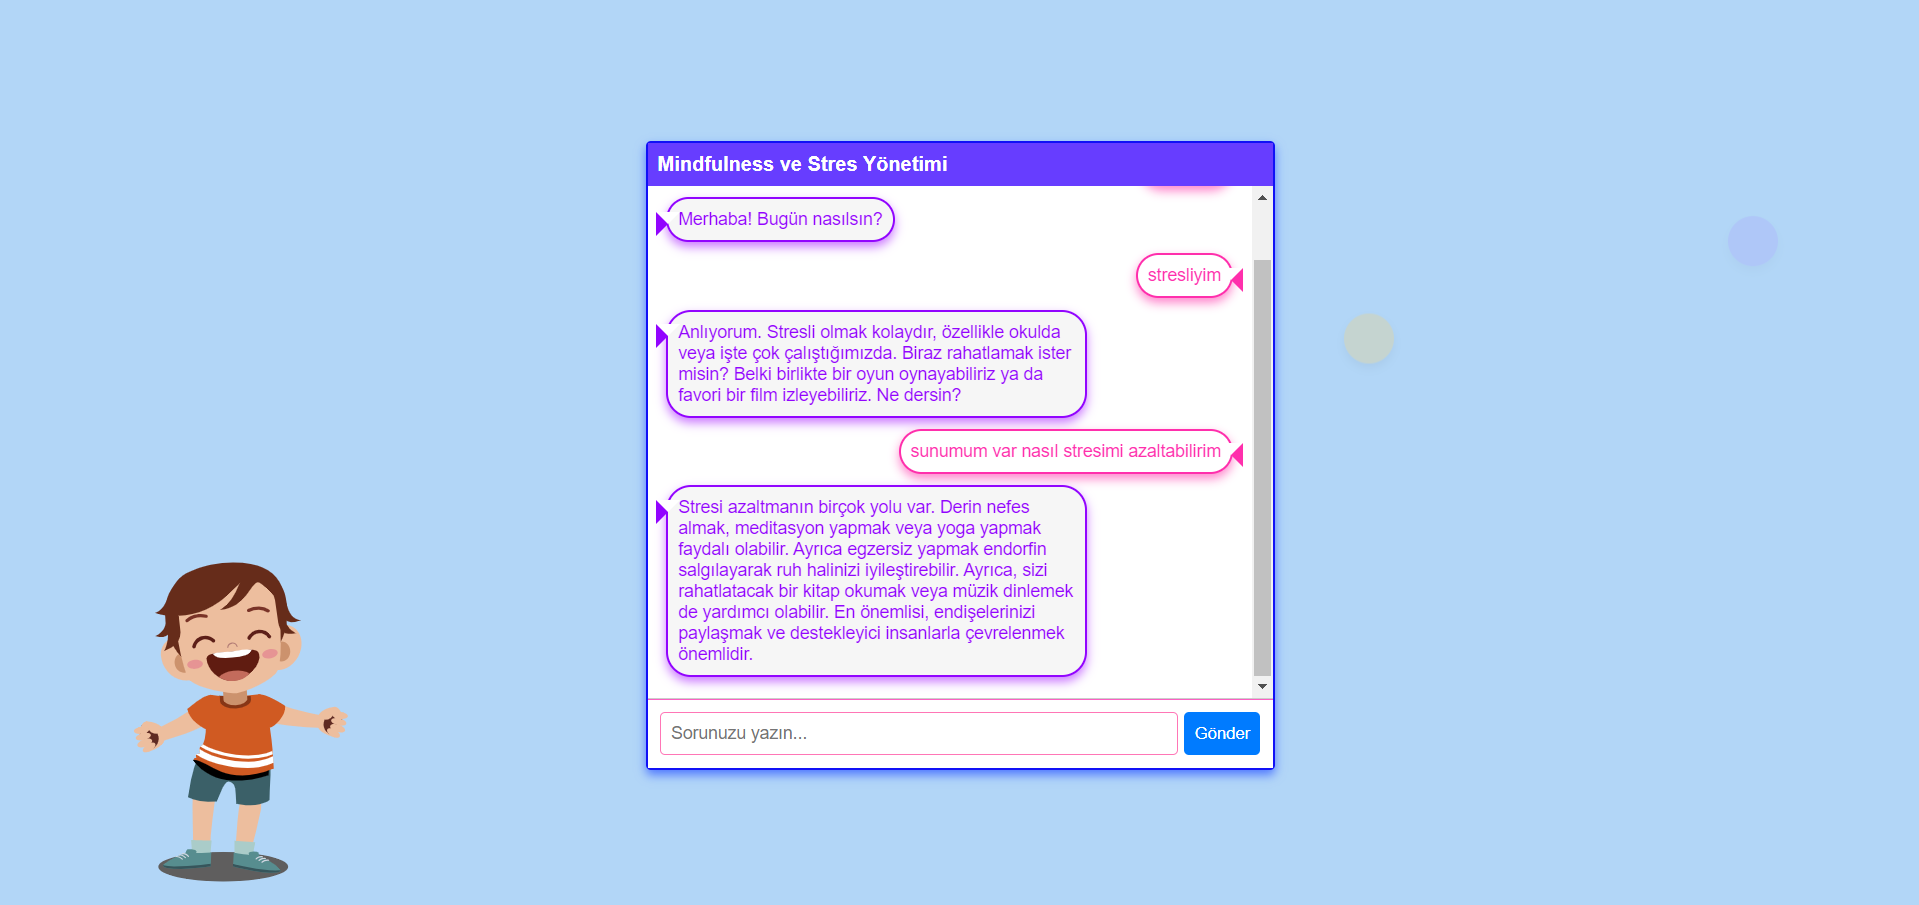 Mindfulness ve Stres Yönetimi
Merhaba! Bugün nasılsın?
stresliyim
Anlıyorum. Stresli olmak kolaydır, özellikle okulda
veya işte çok çalıştığımızda. Biraz rahatlamak ister
misin? Belki birlikte bir oyun oynayabiliriz ya da
favori bir film izleyebiliriz. Ne dersin?
sunumum var nasıl stresimi azaltabilirim
Stresi azaltmanın birçok yolu var. Derin nefes
almak, meditasyon yapmak veya yoga yapmak
faydalı olabilir. Ayrıca egzersiz yapmak endorfin
salgılayarak ruh halinizi iyileştirebilir. Ayrıca, sizi
rahatlatacak bir kitap okumak veya müzik dinlemek
de yardımcı olabilir. En önemlisi, endişelerinizi
paylaşmak ve destekleyici insanlarla çevrelenmek
önemlidir.
Sorunuzu yazın...
Gönder